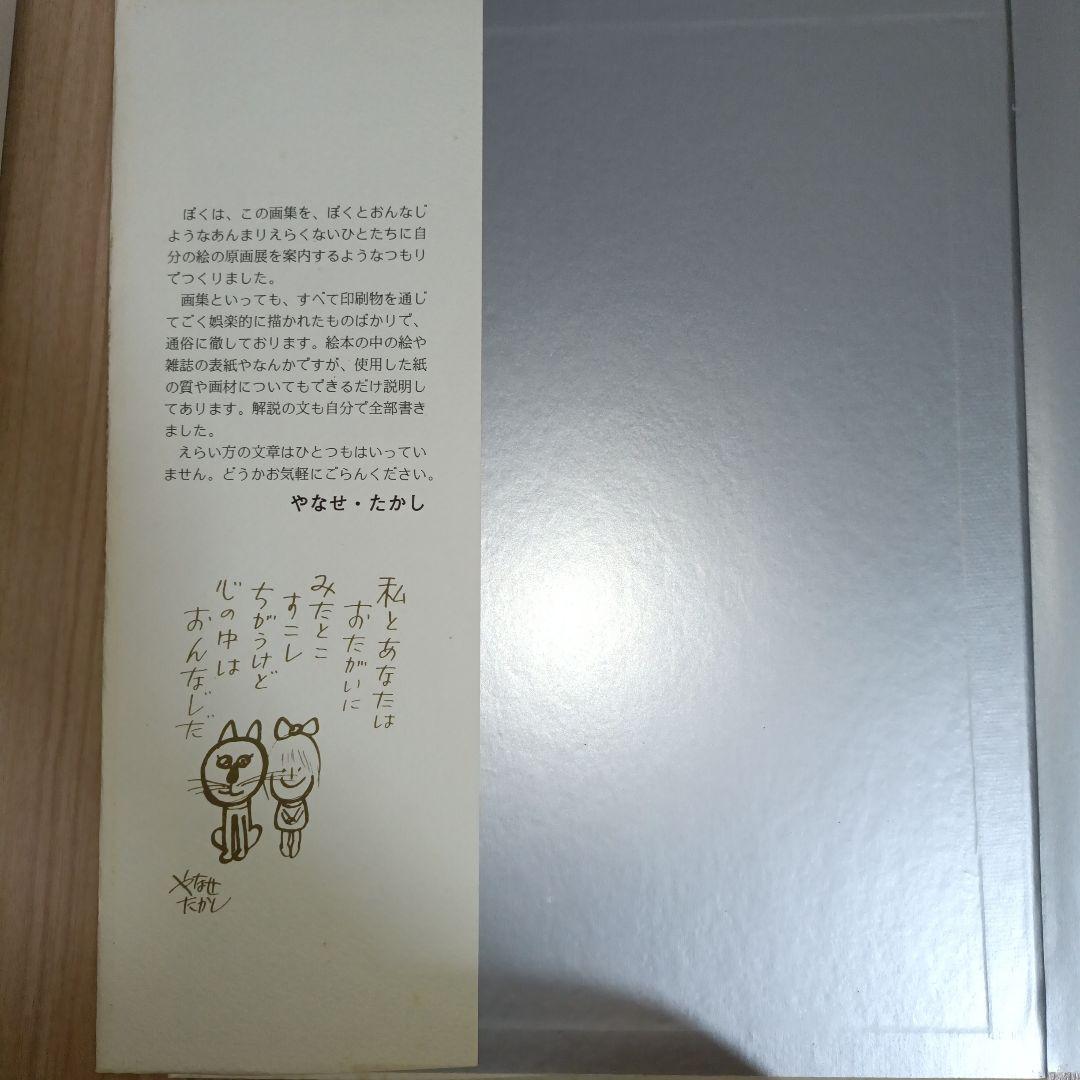 ぼくは、この画集を、ぼくとおんなじ
ようなあんまりえらくないひとたちに自
分の絵の原画展を案内するようなつもり
でつくりました。
画集といっても、すべて印刷物を通じ
てごく娯楽的に描かれたものばかりで、
通俗に徹しております。絵本の中の絵や
雑誌の表紙やなんかですが、使用した紙
の質や画材についてもできるだけ説明し
てあります。解説の文も自分で全部書き
ました。
えらい方の文章はひとつもはいってい
ません。どうかお気軽にごらんください。
やなせ・たかし
私とあなたは
おたがいに
みたとこ
すこし
ちがうけど
心の中は
おんなじだ
やなせ
たかし